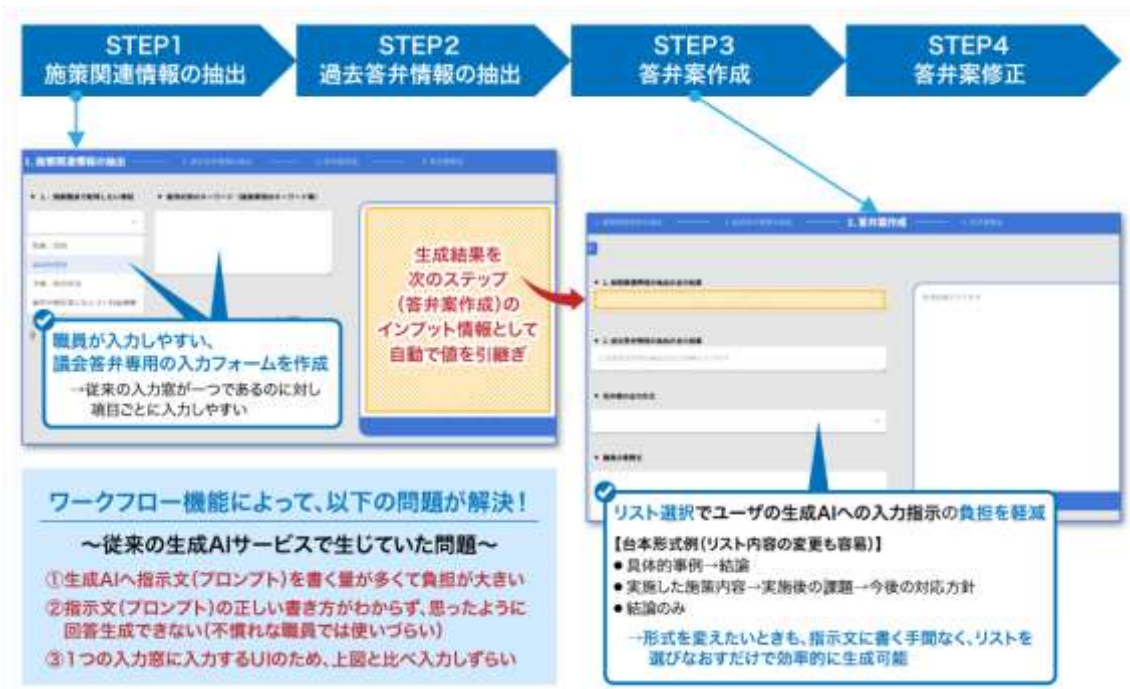 STEP1
施策関連情報の抽出
STEP2
過去答弁情報の抽出
STEP3
答弁案作成
STEP4
答弁案修正
1. 施策関連情報の抽出
生成結果を
次のステップ
（答弁案作成）の
インプット情報として
自動で値を引継ぎ
職員が入力しやすい、
議会答弁専用の入力フォームを作成
→従来の入力窓が一つであるのに対し
項目ごとに入力しやすい
3. 答弁案作成
ワークフロー機能によって、以下の問題が解決！
〜従来の生成AIサービスで生じていた問題〜
①生成AIへ指示文（プロンプト）を書く量が多くて負担が大きい
②指示文（プロンプト）の正しい書き方がわからず、思ったように
回答生成できない（不慣れな職員では使いづらい）
③1つの入力窓に入力するUIのため、上図と比べ入力しずらい
リスト選択でユーザの生成AIへの入力指示の負担を軽減
【台本形式例（リスト内容の変更も容易）】
●具体的事例→結論
●実施した施策内容→実施後の課題→今後の対応方針
●結論のみ
→形式を変えたいときも、指示文に書く手間なく、リストを
選びなおすだけで効率的に生成可能